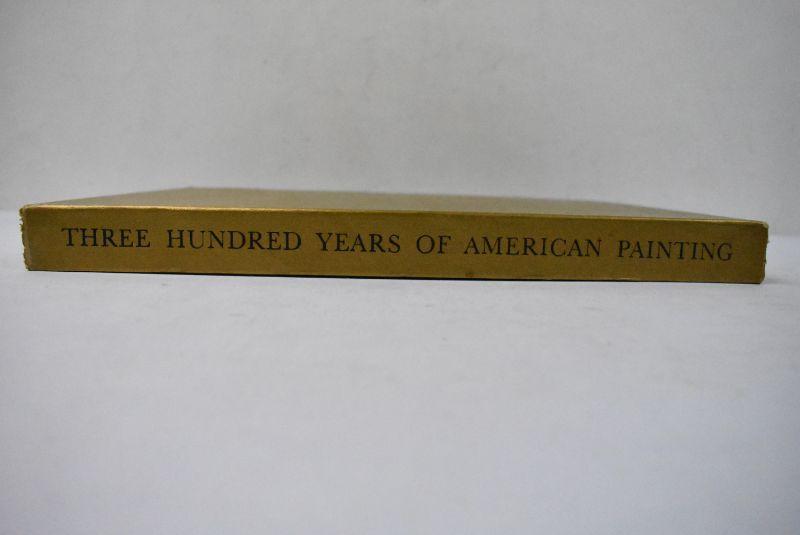 THREE HUNDRED YEARS OF AMERICAN PAINTING